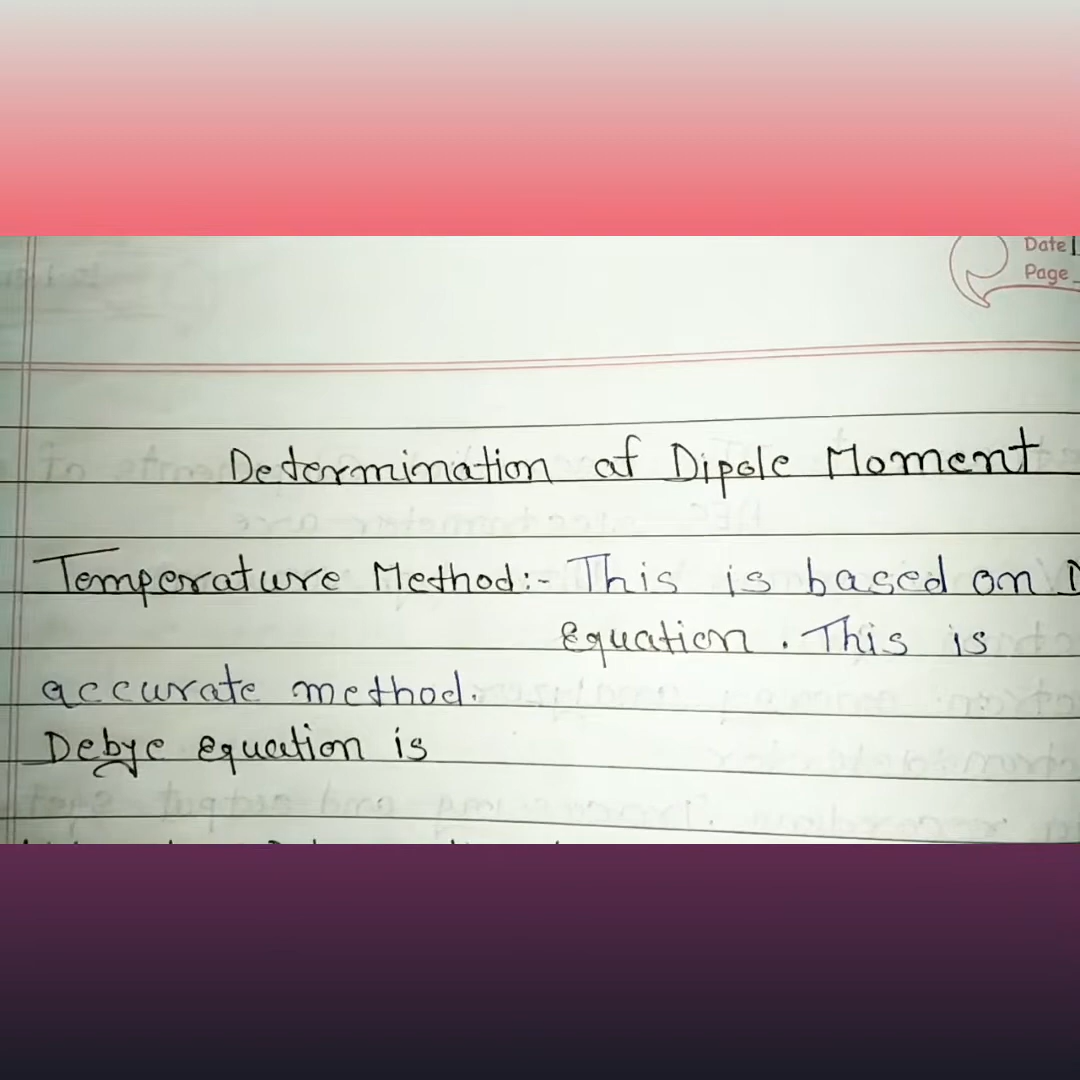 Date
Page
Determination of Dipole Moment
Temperature Method:- This is based on
equation. This is
accurate method.
Debye equation is